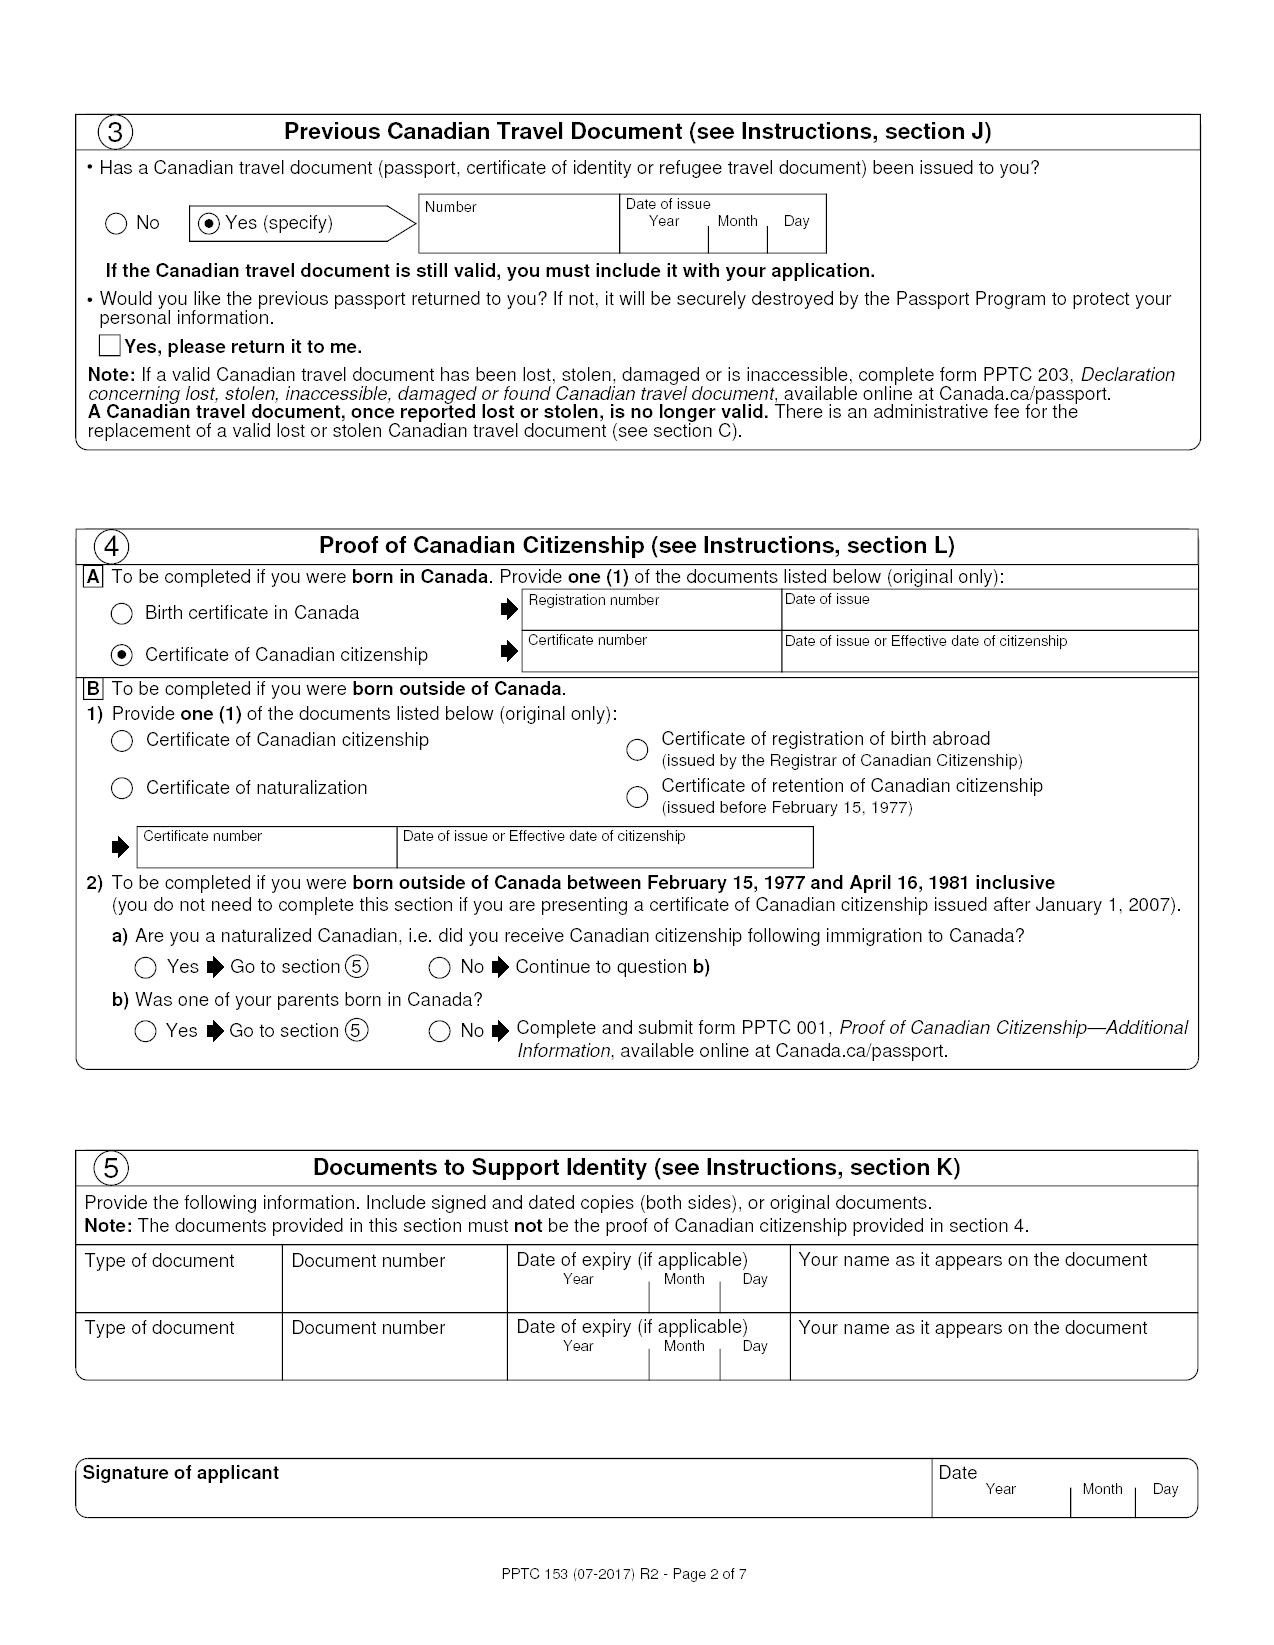 3 Previous Canadian Travel Document (see Instructions, section J)
• Has a Canadian travel document (passport, certificate of identity or refugee travel document) been issued to you?
No Yes (specify) Number Date of issue
Year Month Day
If the Canadian travel document is still valid, you must include it with your application.
• Would you like the previous passport returned to you? If not, it will be securely destroyed by the Passport Program to protect your
personal information.
Yes, please return it to me.
Note: If a valid Canadian travel document has been lost, stolen, damaged or is inaccessible, complete form PPTC 203, Declaration
concerning lost, stolen, inaccessible, damaged or found Canadian travel document, available online at Canada.ca/passport.
A Canadian travel document, once reported lost or stolen, is no longer valid. There is an administrative fee for the
replacement of a valid lost or stolen Canadian travel document (see section C).
4 Proof of Canadian Citizenship (see Instructions, section L)
A To be completed if you were born in Canada. Provide one (1) of the documents listed below (original only):
Birth certificate in Canada Registration number Date of issue
Certificate of Canadian citizenship Certificate number Date of issue or Effective date of citizenship
B To be completed if you were born outside of Canada.
1) Provide one (1) of the documents listed below (original only):
Certificate of Canadian citizenship Certificate of registration of birth abroad
(issued by the Registrar of Canadian Citizenship)
Certificate of naturalization Certificate of retention of Canadian citizenship
(issued before February 15, 1977)
Certificate number Date of issue or Effective date of citizenship
2) To be completed if you were born outside of Canada between February 15, 1977 and April 16, 1981 inclusive
(you do not need to complete this section if you are presenting a certificate of Canadian citizenship issued after January 1, 2007).
a) Are you a naturalized Canadian, i.e. did you receive Canadian citizenship following immigration to Canada?
Yes Go to section 5 No Continue to question b)
b) Was one of your parents born in Canada?
Yes Go to section 5 No Complete and submit form PPTC 001, Proof of Canadian Citizenship—Additional
Information, available online at Canada.ca/passport.
5 Documents to Support Identity (see Instructions, section K)
Provide the following information. Include signed and dated copies (both sides), or original documents.
Note: The documents provided in this section must not be the proof of Canadian citizenship provided in section 4.
Type of document Document number Date of expiry (if applicable) Your name as it appears on the document
Year Month Day
Type of document Document number Date of expiry (if applicable) Your name as it appears on the document
Year Month Day
Signature of applicant Date
Year Month Day
PPTC 153 (07-2017) R2 - Page 2 of 7